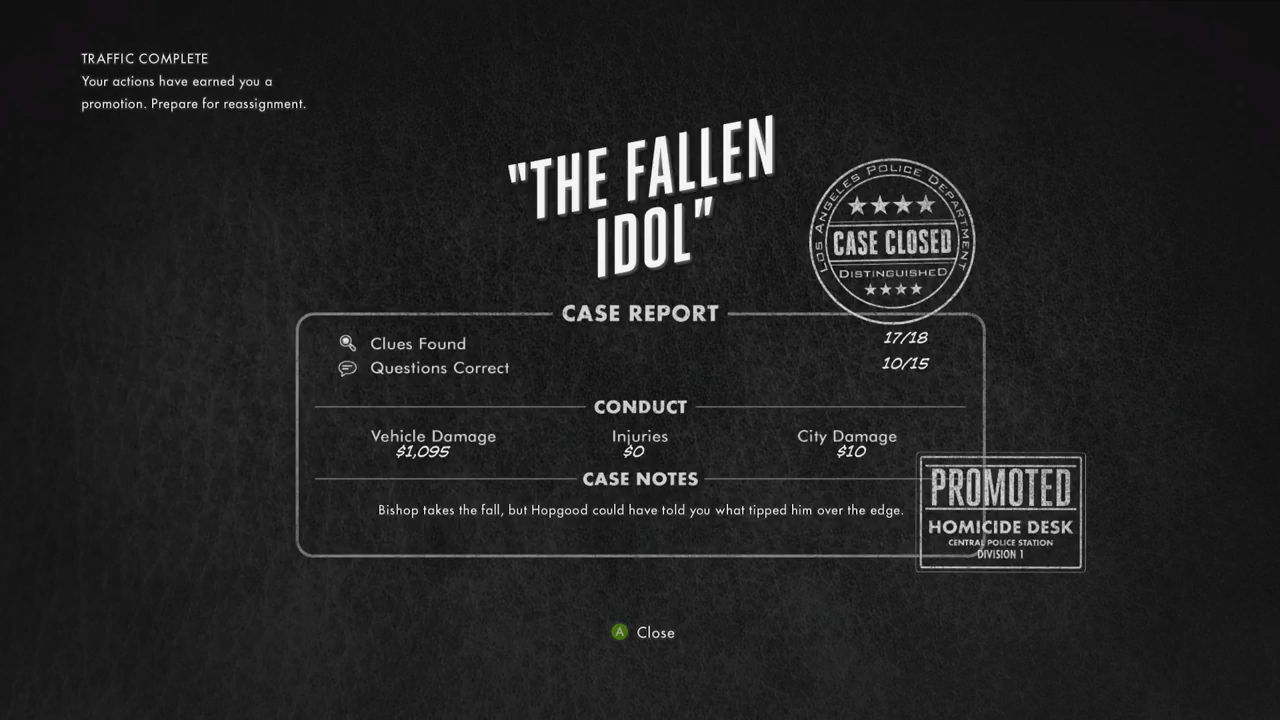 TRAFFIC COMPLETE
Your actions have earned you a
promotion. Prepare for reassignment.
"THE FALLEN
IDOL"
LOS ANGELES POLICE DEPARTMENT
CASE CLOSED
DISTINGUISHED
CASE REPORT
Clues Found 17/18
Questions Correct 10/15
CONDUCT
Vehicle Damage Injuries City Damage
$1,095 $0 $10
CASE NOTES
Bishop takes the fall, but Hopgood could have told you what tipped him over the edge.
PROMOTED
HOMICIDE DESK
CENTRAL POLICE STATION
DIVISION 1
A Close